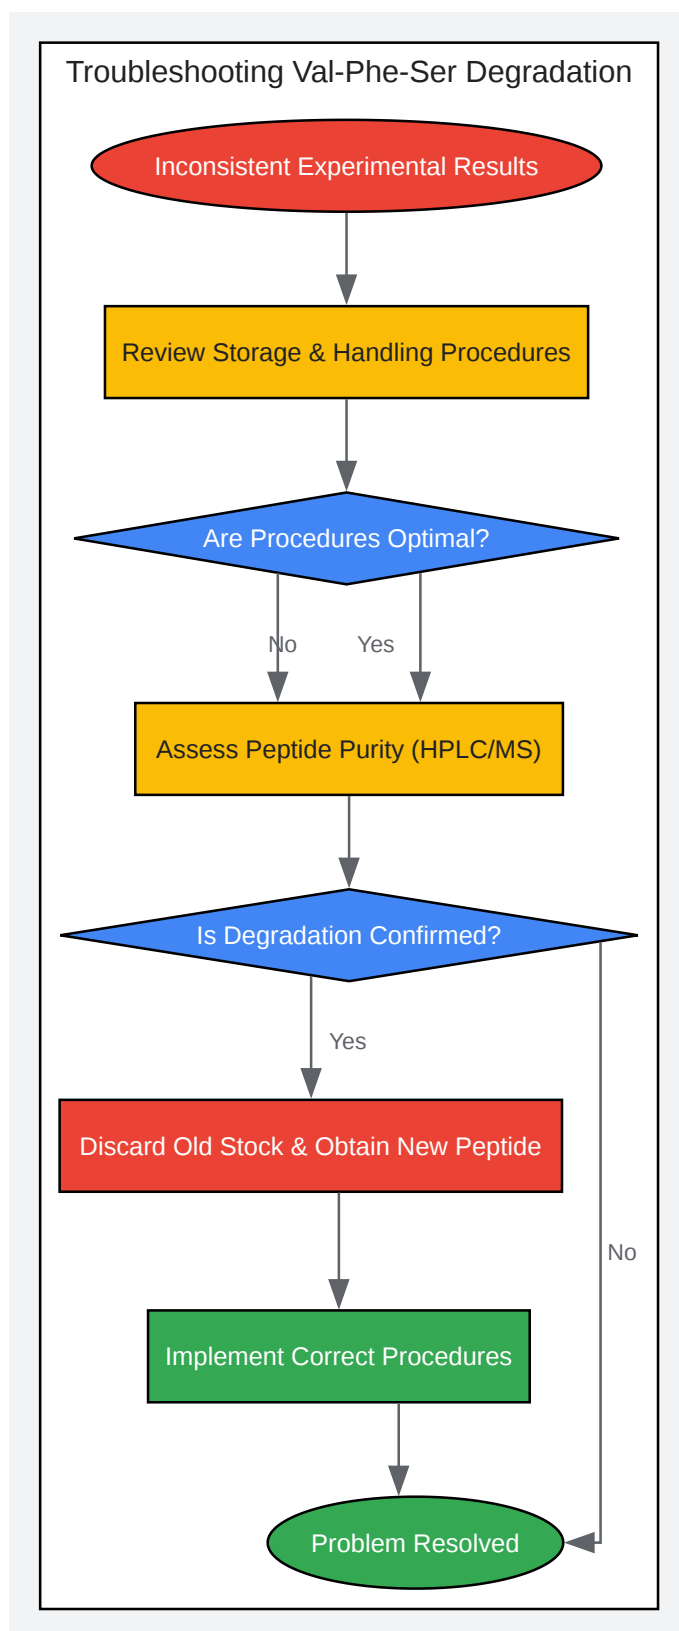 Troubleshooting Val-Phe-Ser Degradation
Inconsistent Experimental Results
Review Storage & Handling Procedures
Are Procedures Optimal?
No
Yes
Assess Peptide Purity (HPLC/MS)
Is Degradation Confirmed?
Yes
Discard Old Stock & Obtain New Peptide
No
Implement Correct Procedures
Problem Resolved